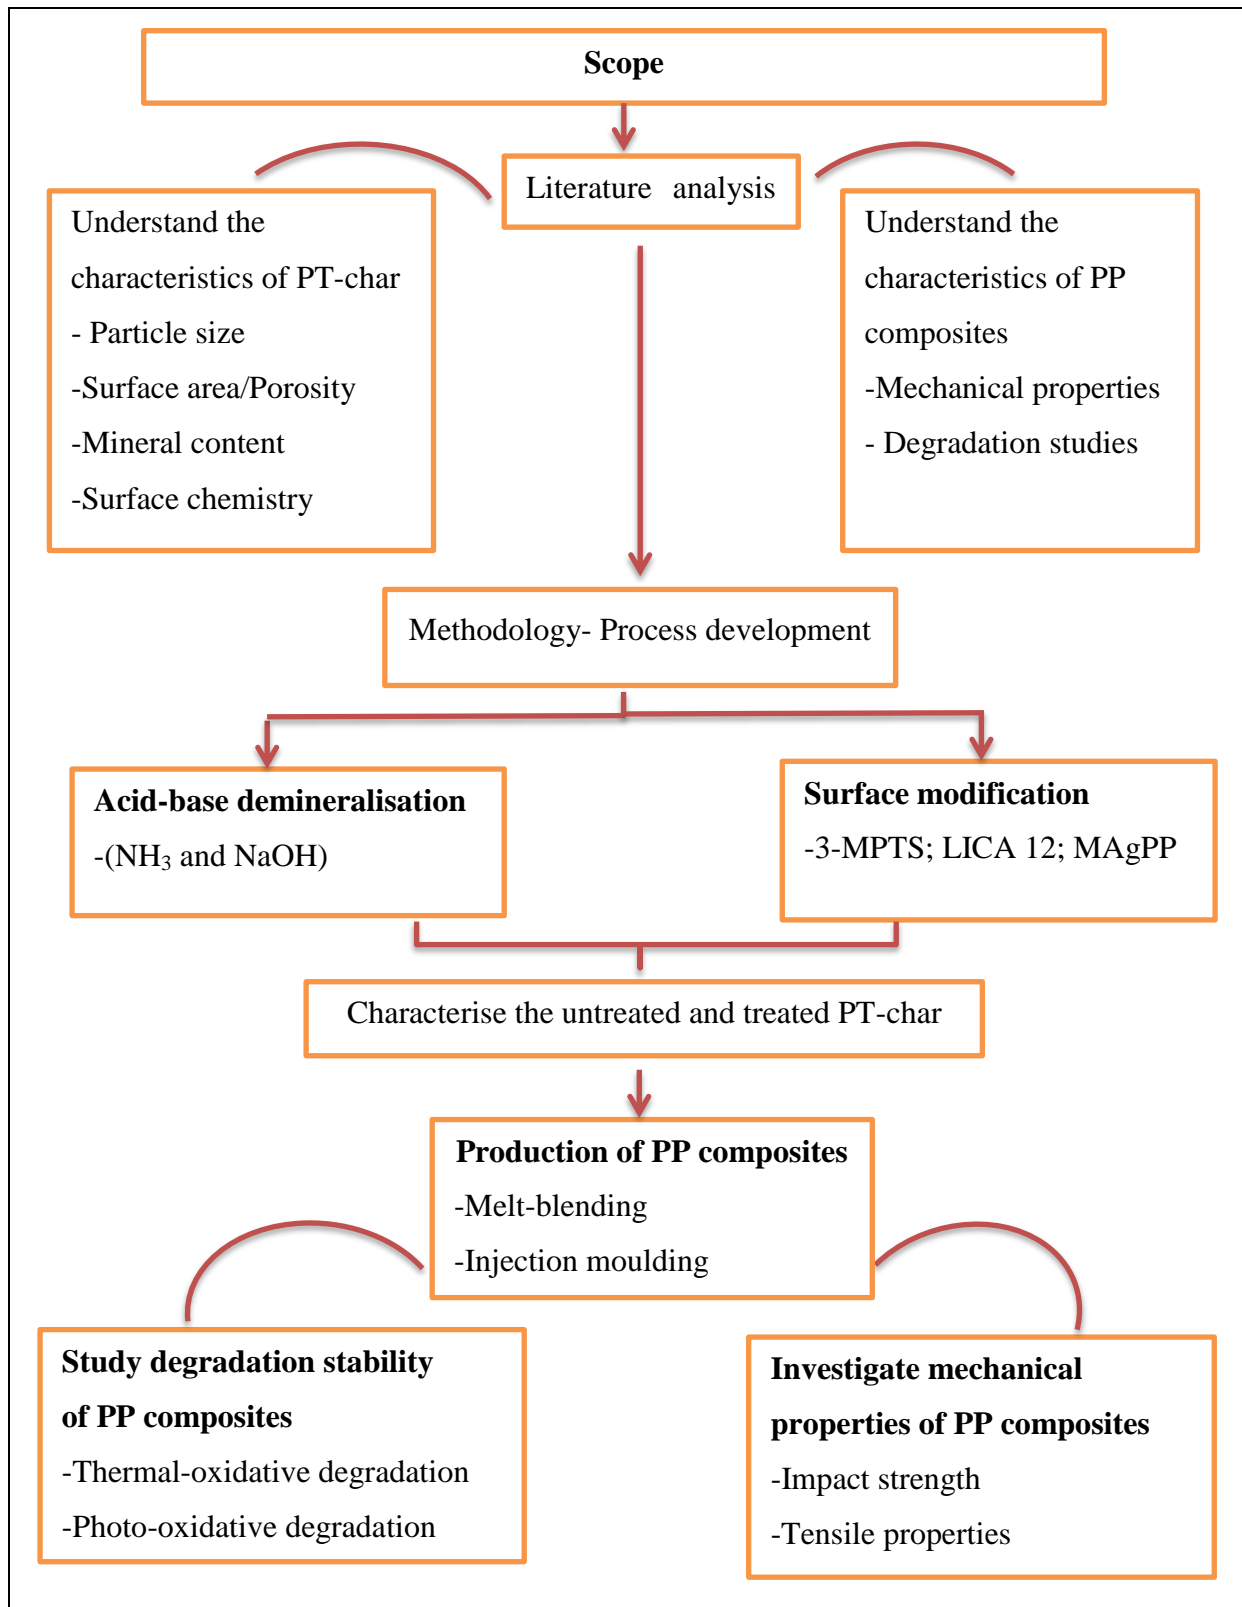 Scope
Literature analysis
Understand the
characteristics of PT-char
- Particle size
-Surface area/Porosity
-Mineral content
-Surface chemistry
Understand the
characteristics of PP
composites
-Mechanical properties
- Degradation studies
Methodology- Process development
Acid-base demineralisation
-(NH₃ and NaOH)
Surface modification
-3-MPTS; LICA 12; MAgPP
Characterise the untreated and treated PT-char
Production of PP composites
-Melt-blending
-Injection moulding
Study degradation stability
of PP composites
-Thermal-oxidative degradation
-Photo-oxidative degradation
Investigate mechanical
properties of PP composites
-Impact strength
-Tensile properties